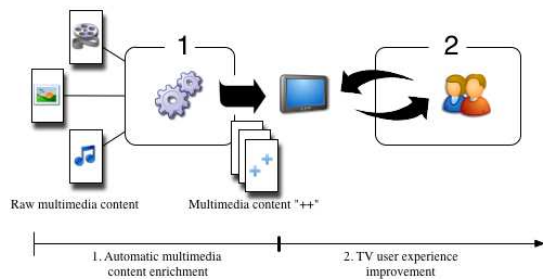 1
2
Raw multimedia content
Multimedia content "++"
1. Automatic multimedia
content enrichment
2. TV user experience
improvement